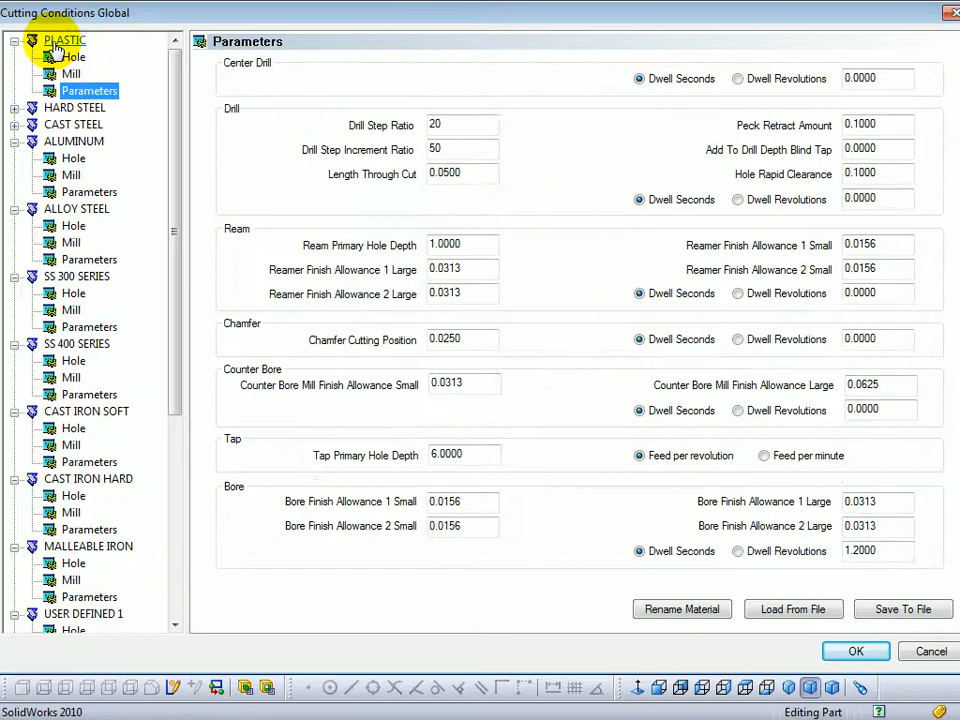 Cutting Conditions Global
PLASTIC
Hole
Mill
Parameters
HARD STEEL
CAST STEEL
ALUMINUM
Hole
Mill
Parameters
ALLOY STEEL
Hole
Mill
Parameters
SS 300 SERIES
Hole
Mill
Parameters
SS 400 SERIES
Hole
Mill
Parameters
CAST IRON SOFT
Hole
Mill
Parameters
CAST IRON HARD
Hole
Mill
Parameters
MALLEABLE IRON
Hole
Mill
Parameters
USER DEFINED 1
Hole
Parameters
Center Drill
Dwell Seconds Dwell Revolutions 0.0000
Drill
Drill Step Ratio 20 Peck Retract Amount 0.1000
Drill Step Increment Ratio 50 Add To Drill Depth Blind Tap 0.0000
Length Through Cut 0.0500 Hole Rapid Clearance 0.1000
Dwell Seconds Dwell Revolutions 0.0000
Ream
Ream Primary Hole Depth 1.0000 Reamer Finish Allowance 1 Small 0.0156
Reamer Finish Allowance 1 Large 0.0313 Reamer Finish Allowance 2 Small 0.0156
Reamer Finish Allowance 2 Large 0.0313 Dwell Seconds Dwell Revolutions 0.0000
Chamfer
Chamfer Cutting Position 0.0250 Dwell Seconds Dwell Revolutions 0.0000
Counter Bore
Counter Bore Mill Finish Allowance Small 0.0313 Counter Bore Mill Finish Allowance Large 0.0625
Dwell Seconds Dwell Revolutions 0.0000
Tap
Tap Primary Hole Depth 6.0000 Feed per revolution Feed per minute
Bore
Bore Finish Allowance 1 Small 0.0156 Bore Finish Allowance 1 Large 0.0313
Bore Finish Allowance 2 Small 0.0156 Bore Finish Allowance 2 Large 0.0313
Dwell Seconds Dwell Revolutions 1.2000
Rename Material Load From File Save To File
OK Cancel
SolidWorks 2010 Editing Part